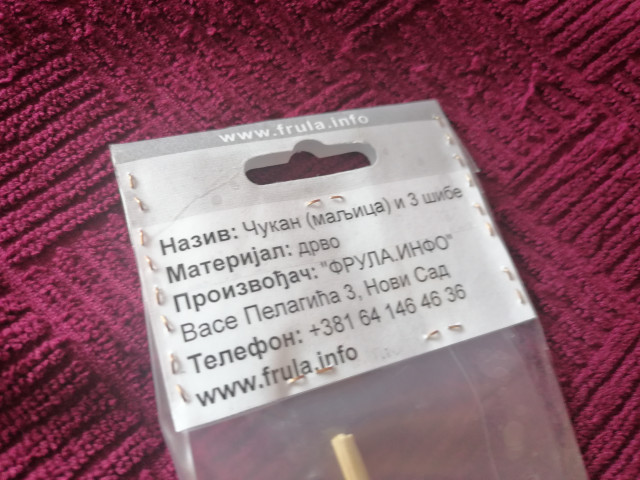 www.frula.info
Назив: Чукан (маљица) и 3 шибе
Материјал: дрво
Произвођач: "ФРУЛА.ИНФО"
Васе Пелагића 3, Нови Сад
Телефон: +381 64 146 46 36
www.frula.info